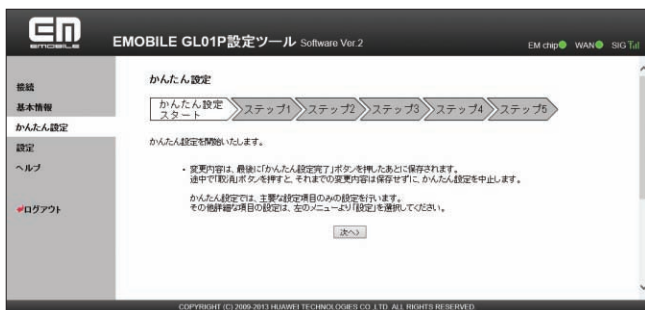 EM
EMOBILE
EMOBILE GL01P設定ツール Software Ver.2
EM chip WAN SIG
接続
基本情報
かんたん設定
設定
ヘルプ
ログアウト
かんたん設定
かんたん設定
スタート
ステップ1
ステップ2
ステップ3
ステップ4
ステップ5
かんたん設定を開始いたします。
・変更内容は、最後に「かんたん設定完了」ボタンを押したあとに保存されます。
途中で「取消」ボタンを押すと、それまでの変更内容は保存せずに、かんたん設定を中止します。
かんたん設定では、主要な設定項目のみの設定を行います。
その他詳細な項目の設定は、左のメニューより「設定」を選択してください。
次へ>
COPYRIGHT (C) 2009-2013 HUAWEI TECHNOLOGIES CO.,LTD. ALL RIGHTS RESERVED.